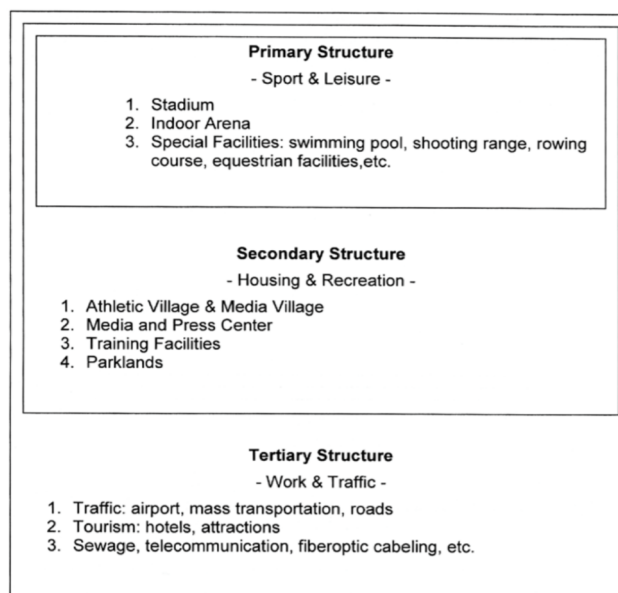 Primary Structure
- Sport & Leisure -
1. Stadium
2. Indoor Arena
3. Special Facilities: swimming pool, shooting range, rowing
course, equestrian facilities,etc.
Secondary Structure
- Housing & Recreation -
1. Athletic Village & Media Village
2. Media and Press Center
3. Training Facilities
4. Parklands
Tertiary Structure
- Work & Traffic -
1. Traffic: airport, mass transportation, roads
2. Tourism: hotels, attractions
3. Sewage, telecommunication, fiberoptic cabeling, etc.